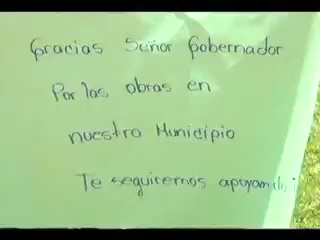 Gracias Señor Gobernador
Por las obras en
nuestro Municipio
Te seguiremos apoyando